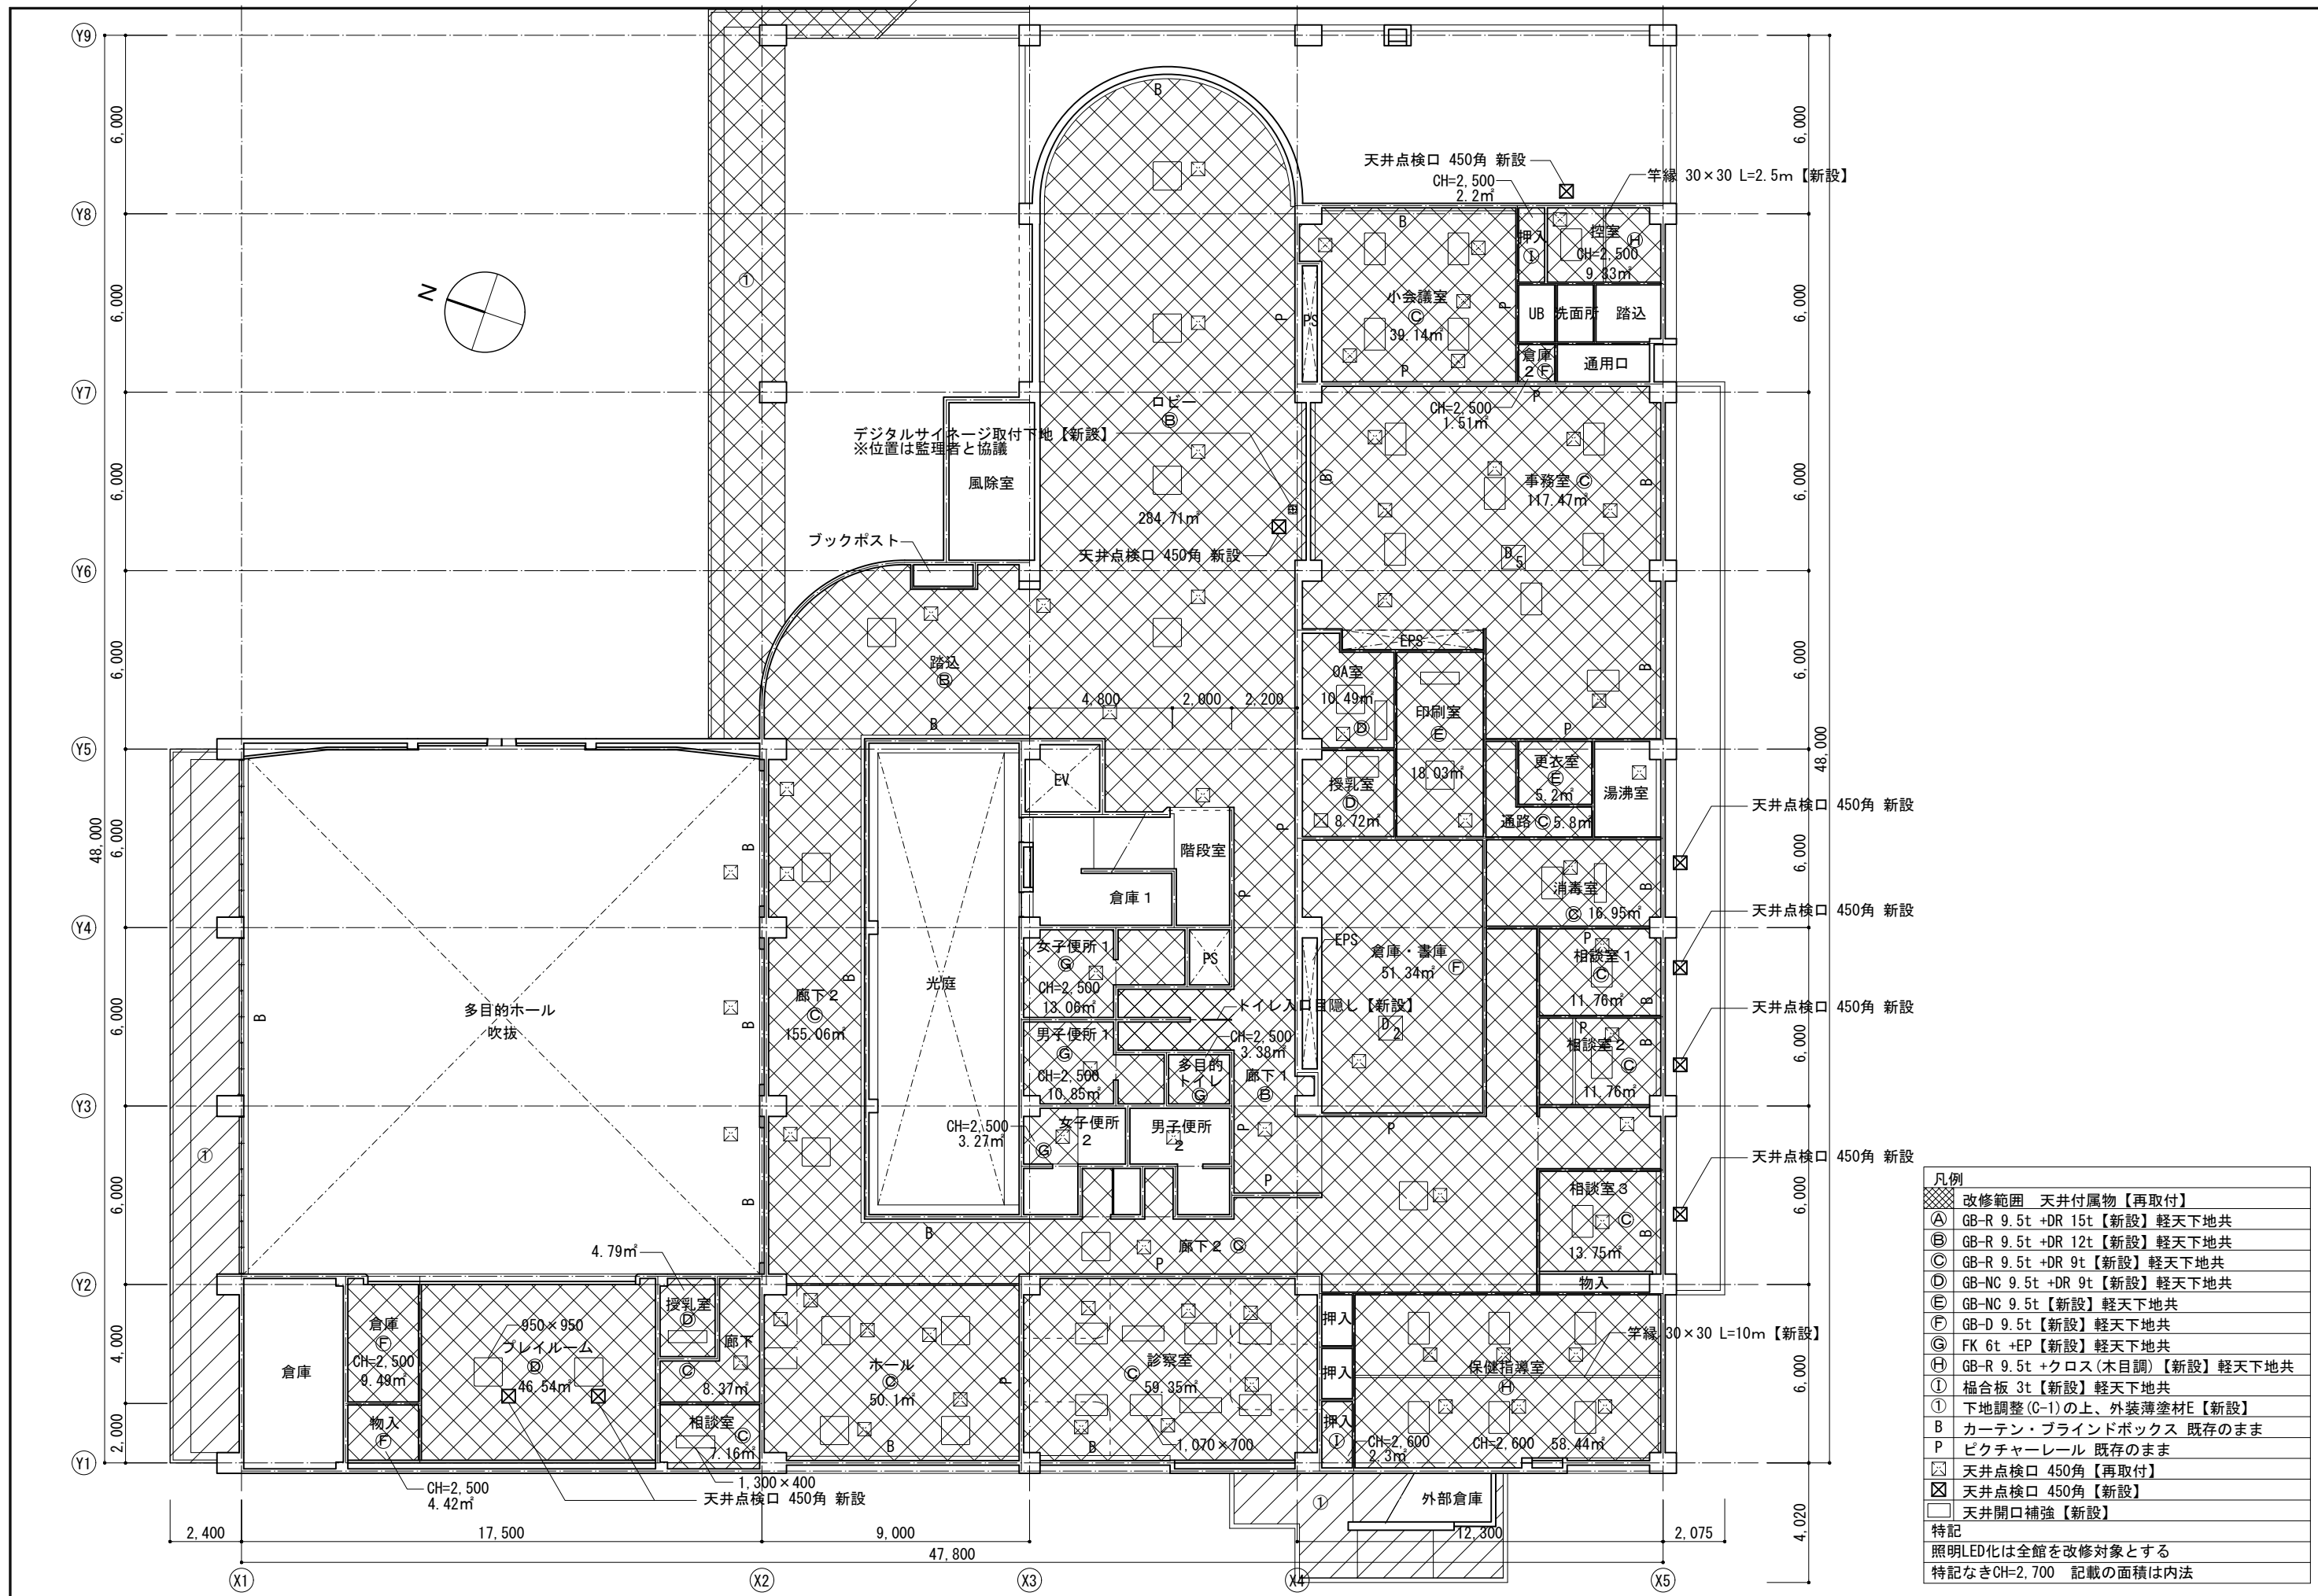 Y9
Y8
Y7
Y6
Y5
Y4
Y3
Y2
Y1
6,000
6,000
6,000
6,000
6,000
6,000
6,000
4,000
2,000
48,000
N
①
B
天井点検口 450角 新設
CH=2,500
2.2㎡
竿縁 30×30 L=2.5m【新設】
B
押入
Ⓘ
控室
Ⓗ
CH=2,500
9.33㎡
小会議室
Ⓒ
39.14㎡
P
P
PS
P
UB
洗面所
踏込
倉庫
2 Ⓕ
通用口
CH=2,500
1.51㎡
P
ロビー
Ⓑ
デジタルサイネージ取付下地【新設】
※位置は監理者と協議
風除室
284.71㎡
(B)
事務室 Ⓒ
117.47㎡
B
ブックポスト
天井点検口 450角 新設
D
5
EPS
踏込
Ⓑ
B
4,800
2,000
2,200
OA室
10.49㎡
Ⓓ
印刷室
Ⓔ
18.03㎡
B
P
EV
授乳室
Ⓓ
8.72㎡
更衣室
Ⓔ
5.2㎡
湯沸室
通路 Ⓒ 5.8㎡
天井点検口 450角 新設
P
B
階段室
倉庫1
P
消毒室
Ⓒ 16.95㎡
B
天井点検口 450角 新設
多目的ホール
吹抜
B
B
廊下2
Ⓒ
155.06㎡
B
光庭
女子便所1
Ⓖ
CH=2,500
13.06㎡
PS
EPS
倉庫・書庫
51.34㎡ Ⓕ
P
相談室1
Ⓒ
11.76㎡
B
トイレ入口目隠し【新設】
D
2
天井点検口 450角 新設
男子便所1
Ⓖ
CH=2,500
10.85㎡
CH=2,500
3.38㎡
多目的
トイレ
Ⓖ
廊下1
Ⓑ
P
相談室2
Ⓒ
11.76㎡
B
CH=2,500
3.27㎡
女子便所
2
Ⓖ
男子便所
2
P
P
P
天井点検口 450角 新設
①
B
相談室3
Ⓒ
13.75㎡
B
B
廊下2 Ⓒ
P
物入
4.79㎡
倉庫
倉庫
Ⓕ
CH=2,500
9.49㎡
950×950
プレイルーム
Ⓓ
46.54㎡
授乳室
Ⓓ
廊下
Ⓒ
8.37㎡
ホール
Ⓒ
50.1㎡
P
B
診察室
Ⓒ
59.35㎡
B
1,070×700
押入
押入
押入
Ⓘ
CH=2,600
2.3㎡
竿縁 30×30 L=10m【新設】
保健指導室
Ⓗ
CH=2,600
58.44㎡
物入
Ⓕ
CH=2,500
4.42㎡
相談室
Ⓒ
7.16㎡
1,300×400
天井点検口 450角 新設
①
外部倉庫
6,000
6,000
6,000
6,000
6,000
6,000
6,000
6,000
48,000
4,020
2,400
17,500
9,000
12,300
2,075
47,800
X1
X2
X3
X4
X5
凡例
改修範囲 天井付属物【再取付】
Ⓐ GB-R 9.5t +DR 15t【新設】軽天下地共
Ⓑ GB-R 9.5t +DR 12t【新設】軽天下地共
Ⓒ GB-R 9.5t +DR 9t【新設】軽天下地共
Ⓓ GB-NC 9.5t +DR 9t【新設】軽天下地共
Ⓔ GB-NC 9.5t【新設】軽天下地共
Ⓕ GB-D 9.5t【新設】軽天下地共
Ⓖ FK 6t +EP【新設】軽天下地共
Ⓗ GB-R 9.5t +クロス(木目調)【新設】軽天下地共
Ⓘ 楹合板 3t【新設】軽天下地共
① 下地調整(C-1)の上、外装薄塗材E【新設】
B カーテン・ブラインドボックス 既存のまま
P ピクチャーレール 既存のまま
天井点検口 450角【再取付】
天井点検口 450角【新設】
天井開口補強【新設】
特記
照明LED化は全館を改修対象とする
特記なきCH=2,700 記載の面積は内法